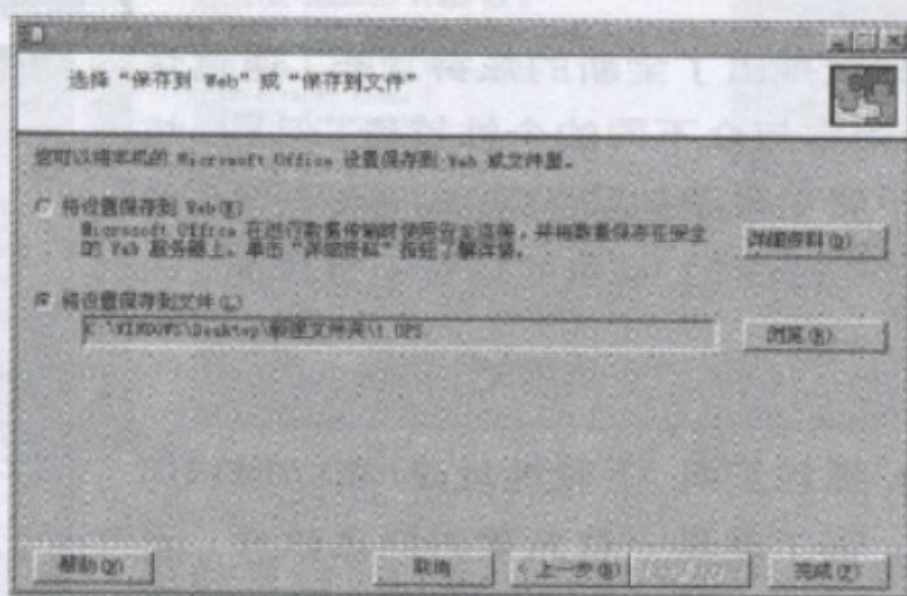 选择“保存到 Web”或“保存到文件”
您可以将本机的 Microsoft Office 设置保存到 Web 或文件里。
将设置保存到 Web(W)
Microsoft Office 在进行数据传输时使用安全连接，并将数据保存在安全
的 Web 服务器上。单击“详细资料”按钮了解详情。
详细资料(D)
将设置保存到文件(L)
C:\WINDOWS\Desktop\新建文件夹\1.OPS
浏览(R)
帮助(H)
取消
< 上一步(B)
完成(F)